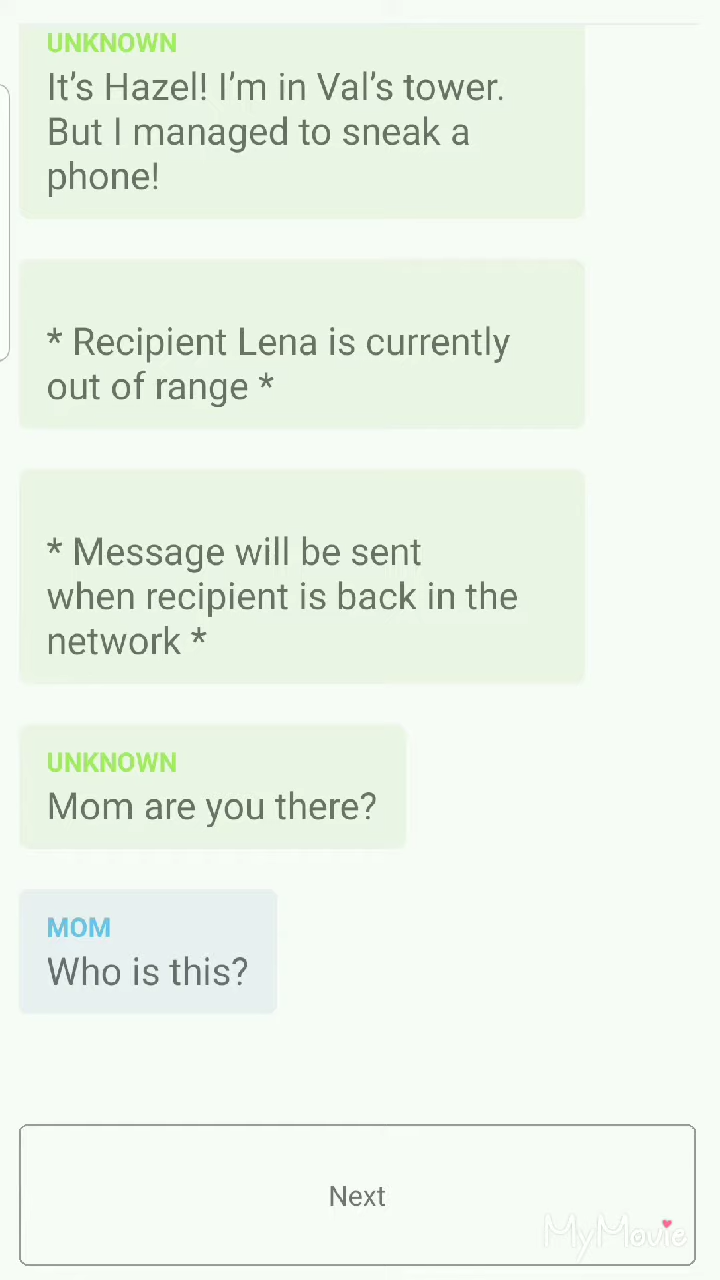 UNKNOWN
It’s Hazel! I’m in Val’s tower.
But I managed to sneak a
phone!
* Recipient Lena is currently
out of range *
* Message will be sent
when recipient is back in the
network *
UNKNOWN
Mom are you there?
MOM
Who is this?
Next
MyMovie